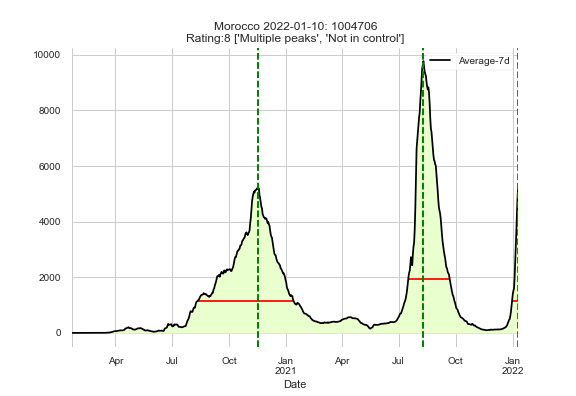 Morocco 2022-01-10: 1004706
Rating:8 ['Multiple peaks', 'Not in control']
Average-7d
10000
8000
6000
4000
2000
0
Apr Jul Oct Jan Apr Jul Oct Jan
2021 2022
Date